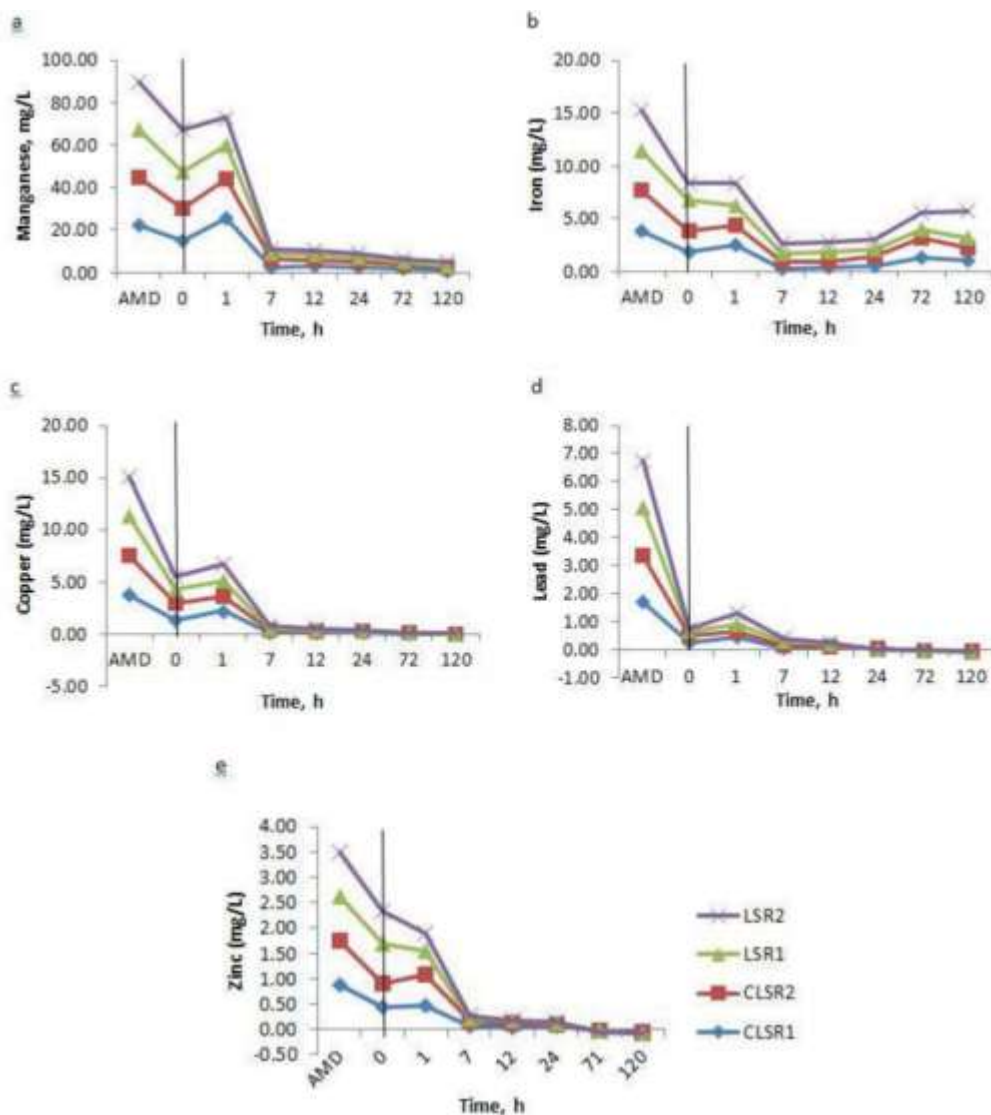 a
100.00
80.00
60.00
40.00
20.00
0.00
Manganese, mg/L
AMD 0 1 7 12 24 72 120
Time, h
b
20.00
15.00
10.00
5.00
0.00
Iron (mg/L)
AMD 0 1 7 12 24 72 120
Time, h
c
20.00
15.00
10.00
5.00
0.00
-5.00
Copper (mg/L)
AMD 0 1 7 12 24 72 120
Time, h
d
8.00
7.00
6.00
5.00
4.00
3.00
2.00
1.00
0.00
-1.00
Lead (mg/L)
AMD 0 1 7 12 24 72 120
Time, h
e
4.00
3.50
3.00
2.50
2.00
1.50
1.00
0.50
0.00
-0.50
Zinc (mg/L)
AMD 0 1 7 12 24 71 120
Time, h
LSR2
LSR1
CLSR2
CLSR1